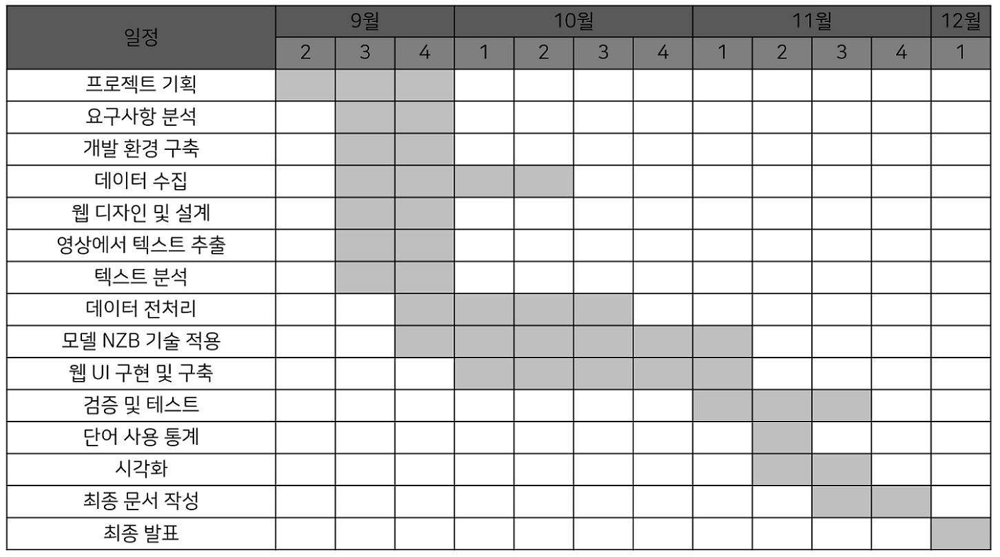 일정 9월 10월 11월 12월
2 3 4 1 2 3 4 1 2 3 4 1
프로젝트 기획
요구사항 분석
개발 환경 구축
데이터 수집
웹 디자인 및 설계
영상에서 텍스트 추출
텍스트 분석
데이터 전처리
모델 NZB 기술 적용
웹 UI 구현 및 구축
검증 및 테스트
단어 사용 통계
시각화
최종 문서 작성
최종 발표